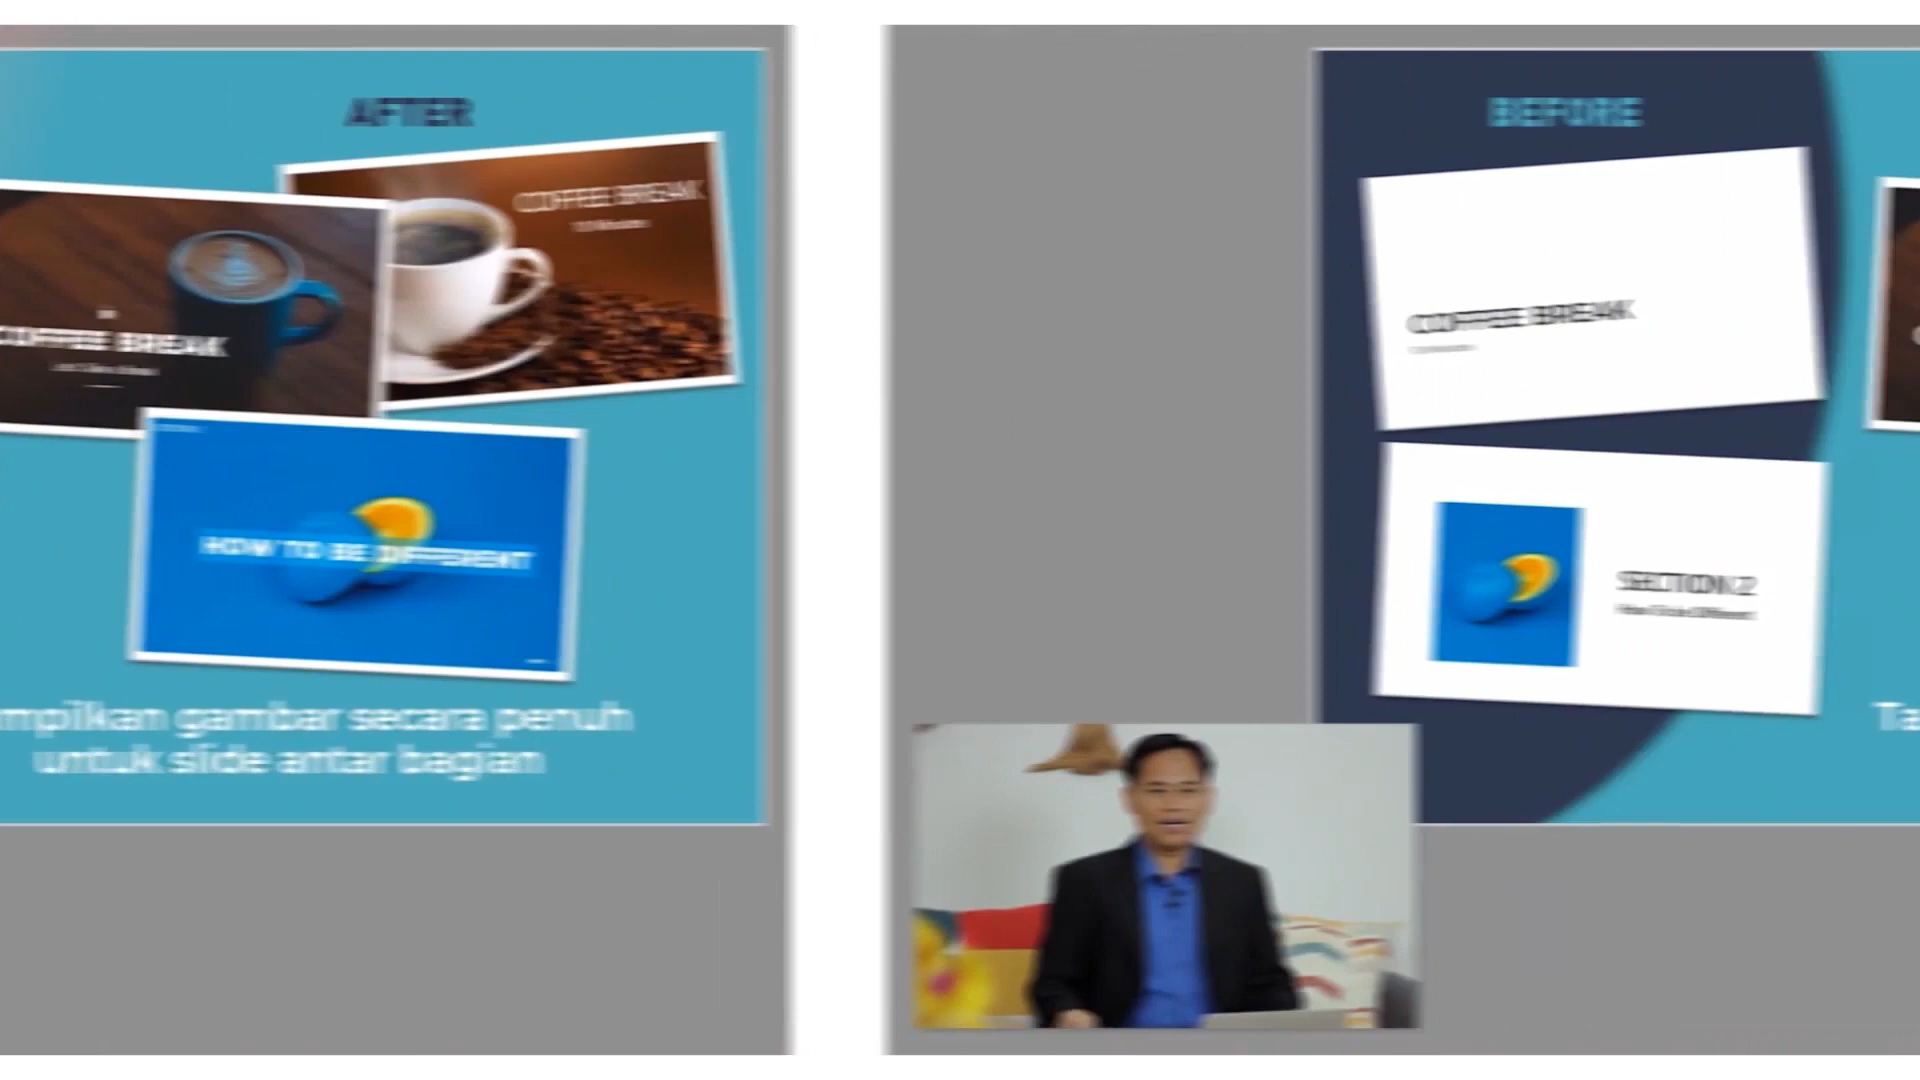 AFTER
COFFEE BREAK
COFFEE BREAK
HOW TO BE DIFFERENT
mpilkan gambar secara penuh
untuk slide antar bagian
BEFORE
COFFEE BREAK
SECTION 2
Ta